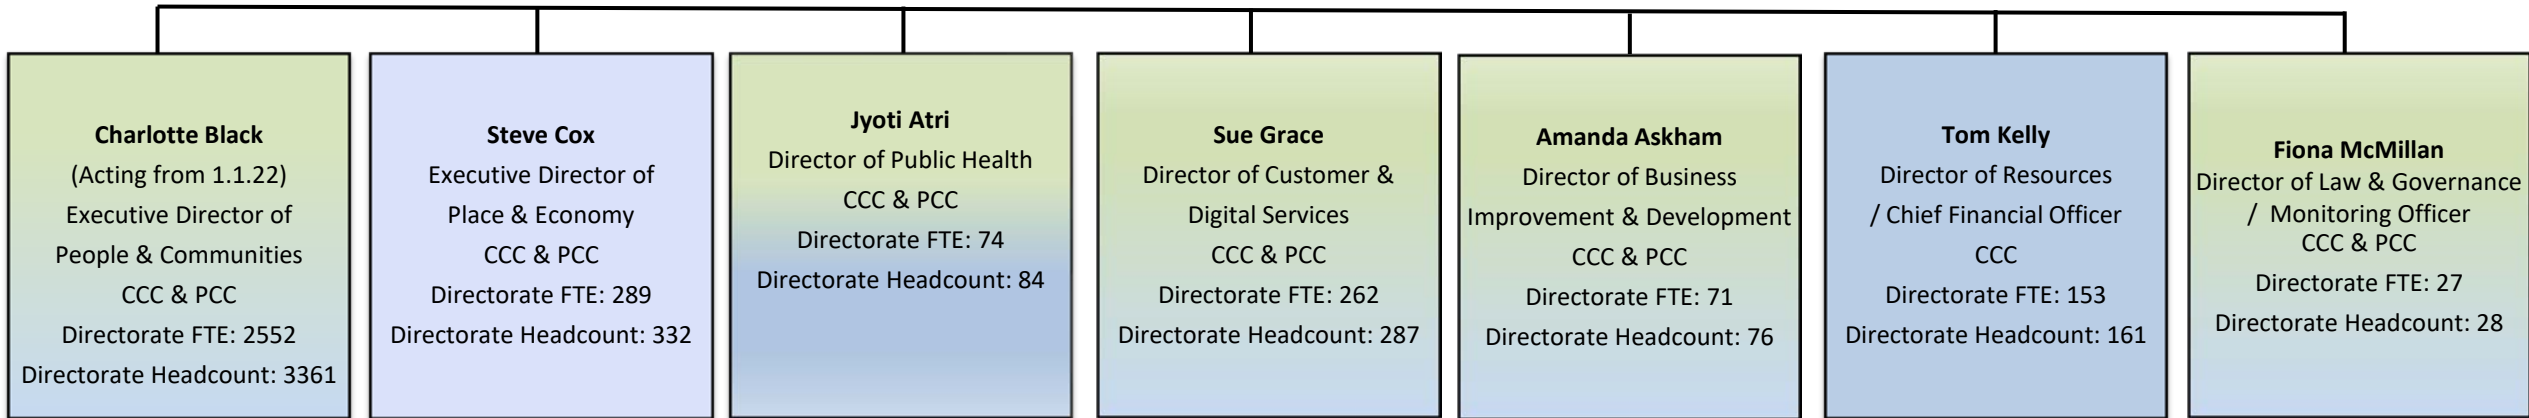 Charlotte Black
(Acting from 1.1.22)
Executive Director of
People & Communities
CCC & PCC
Directorate FTE: 2552
Directorate Headcount: 3361
Steve Cox
Executive Director of
Place & Economy
CCC & PCC
Directorate FTE: 289
Directorate Headcount: 332
Jyoti Atri
Director of Public Health
CCC & PCC
Directorate FTE: 74
Directorate Headcount: 84
Sue Grace
Director of Customer &
Digital Services
CCC & PCC
Directorate FTE: 262
Directorate Headcount: 287
Amanda Askham
Director of Business
Improvement & Development
CCC & PCC
Directorate FTE: 71
Directorate Headcount: 76
Tom Kelly
Director of Resources
/ Chief Financial Officer
CCC
Directorate FTE: 153
Directorate Headcount: 161
Fiona McMillan
Director of Law & Governance
/ Monitoring Officer
CCC & PCC
Directorate FTE: 27
Directorate Headcount: 28